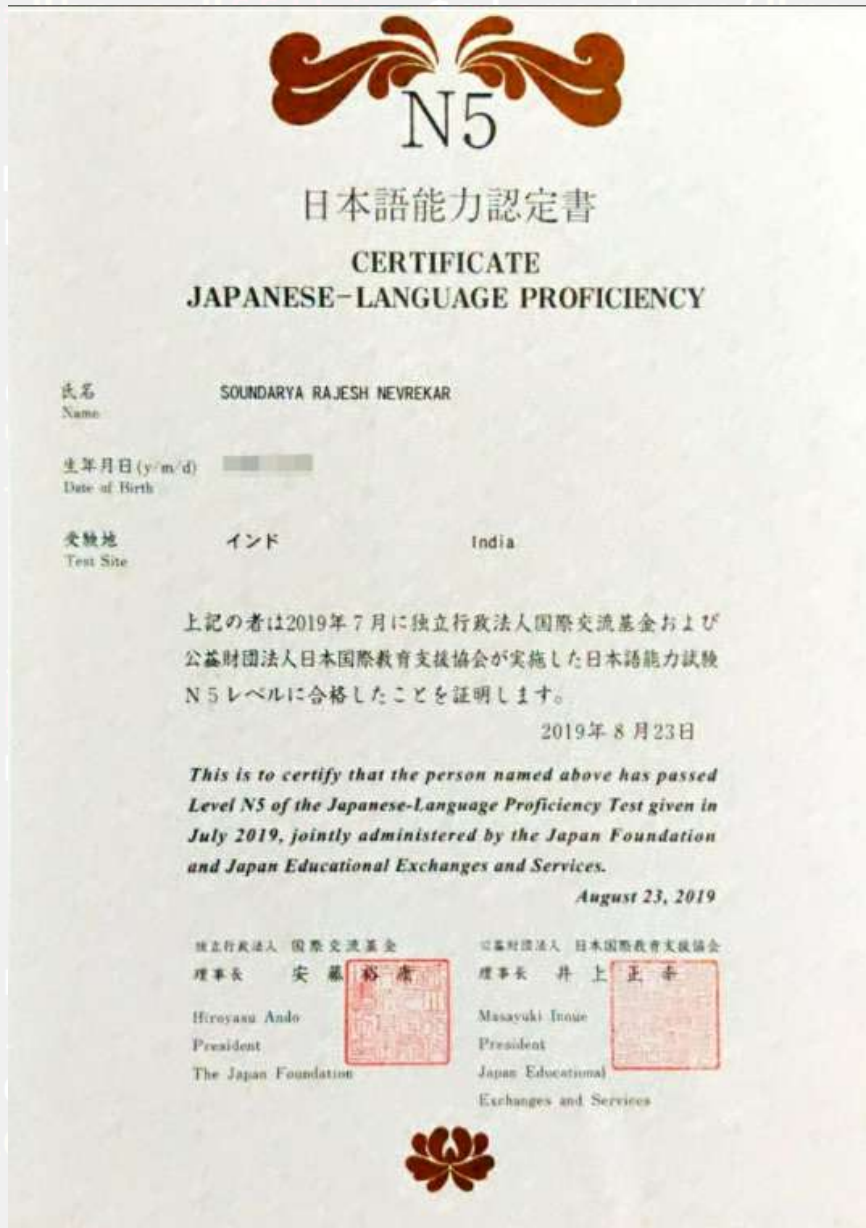 N5
日本語能力認定書
CERTIFICATE
JAPANESE-LANGUAGE PROFICIENCY
氏名 SOUNDARYA RAJESH NEVREKAR
Name
生年月日(y/m/d)
Date of Birth
受験地 インド India
Test Site
上記の者は2019年7月に独立行政法人国際交流基金および
公益財団法人日本国際教育支援協会が実施した日本語能力試験
N5レベルに合格したことを証明します。
2019年8月23日
This is to certify that the person named above has passed
Level N5 of the Japanese-Language Proficiency Test given in
July 2019, jointly administered by the Japan Foundation
and Japan Educational Exchanges and Services.
August 23, 2019
独立行政法人 国際交流基金
理事長 安藤裕康
Hiroyasu Ando
President
The Japan Foundation
公益財団法人 日本国際教育支援協会
理事長 井上正幸
Masayuki Inoue
President
Japan Educational
Exchanges and Services